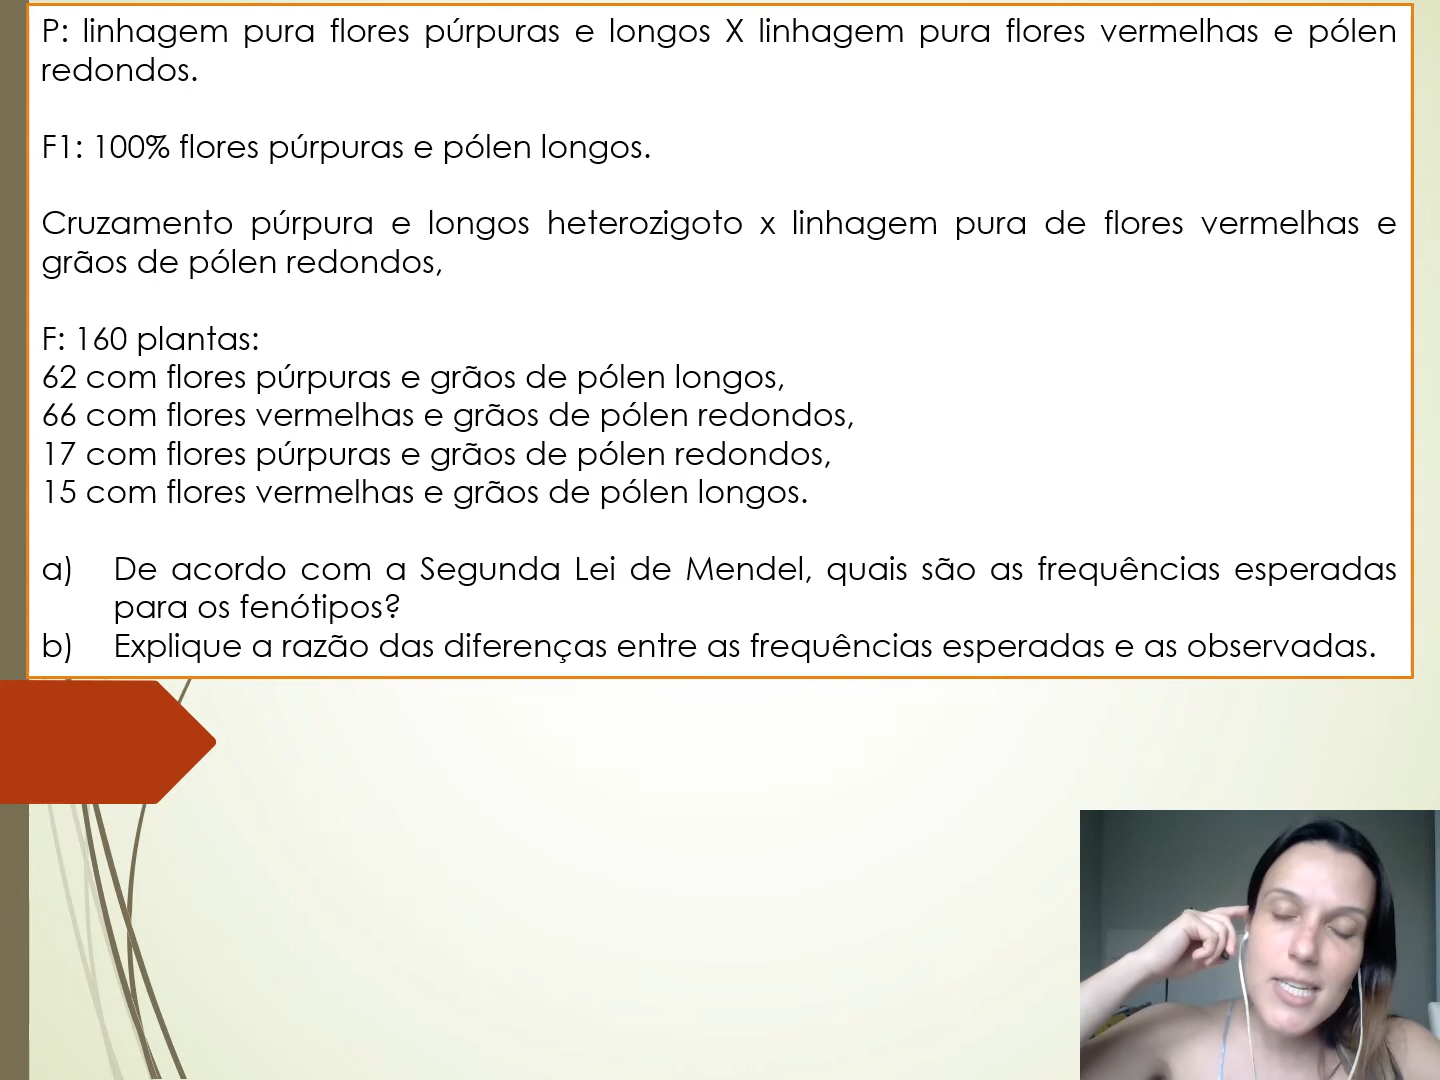 P: linhagem pura flores púrpuras e longos X linhagem pura flores vermelhas e pólen
redondos.
F1: 100% flores púrpuras e pólen longos.
Cruzamento púrpura e longos heterozigoto x linhagem pura de flores vermelhas e
grãos de pólen redondos,
F: 160 plantas:
62 com flores púrpuras e grãos de pólen longos,
66 com flores vermelhas e grãos de pólen redondos,
17 com flores púrpuras e grãos de pólen redondos,
15 com flores vermelhas e grãos de pólen longos.
a) De acordo com a Segunda Lei de Mendel, quais são as frequências esperadas
para os fenótipos?
b) Explique a razão das diferenças entre as frequências esperadas e as observadas.